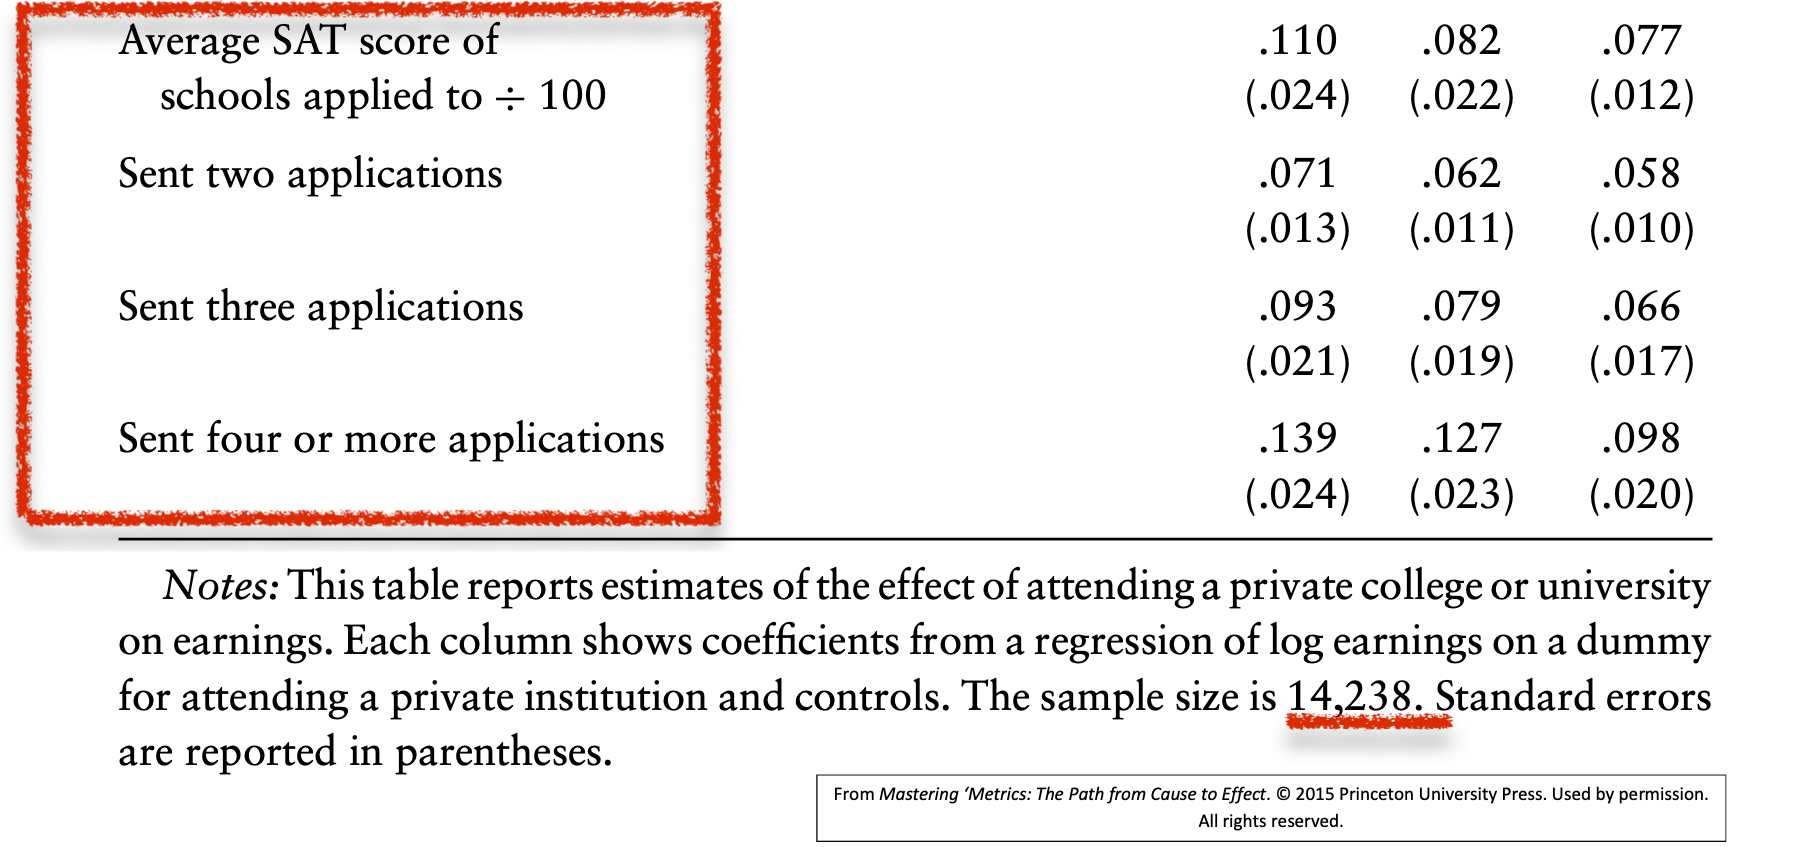 Average SAT score of .110 .082 .077
schools applied to ÷ 100 (.024) (.022) (.012)
Sent two applications .071 .062 .058
(.013) (.011) (.010)
Sent three applications .093 .079 .066
(.021) (.019) (.017)
Sent four or more applications .139 .127 .098
(.024) (.023) (.020)
Notes: This table reports estimates of the effect of attending a private college or university
on earnings. Each column shows coefficients from a regression of log earnings on a dummy
for attending a private institution and controls. The sample size is 14,238. Standard errors
are reported in parentheses.
From Mastering ‘Metrics: The Path from Cause to Effect. © 2015 Princeton University Press. Used by permission.
All rights reserved.